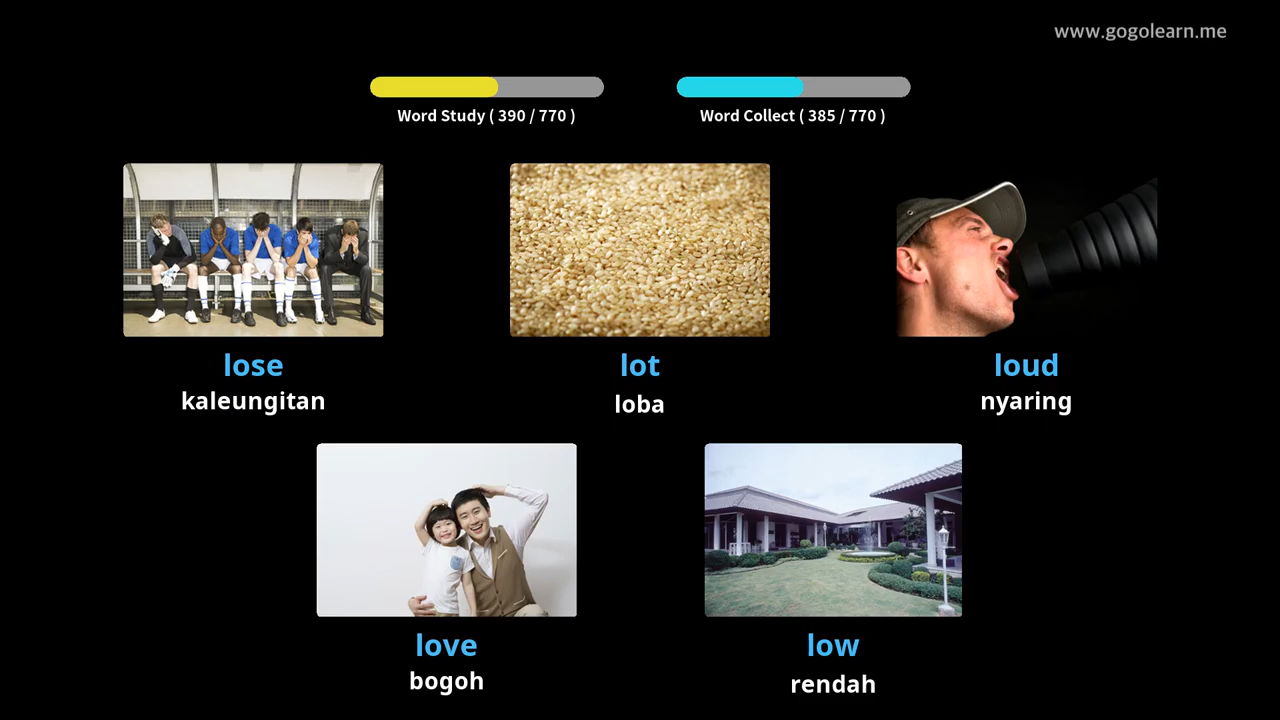 www.gogolearn.me
Word Study ( 390 / 770 )
Word Collect ( 385 / 770 )
lose
kaleungitan
lot
loba
loud
nyaring
love
bogoh
low
rendah